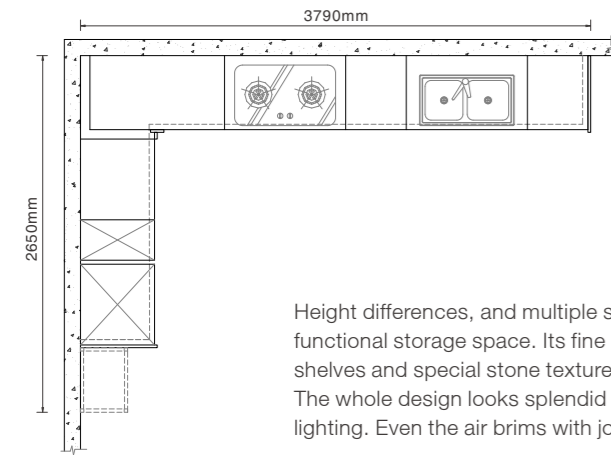 3790mm
2650mm
Height differences, and multiple
functional storage space. Its fine
shelves and special stone texture
The whole design looks splendid
lighting. Even the air brims with